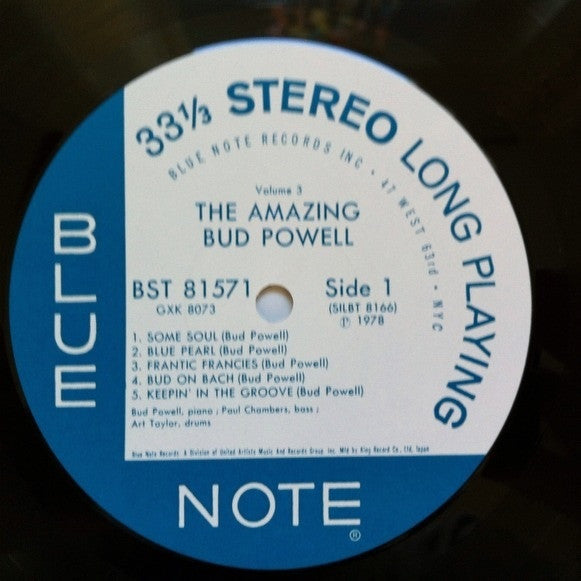 33⅓ STEREO LONG PLAYING
BLUE NOTE RECORDS INC • 47 WEST 63rd • NYC
Volume 3
THE AMAZING
BUD POWELL
BST 81571
GXK 8073
Side 1
(SILBT 8166)
℗ 1978
1. SOME SOUL (Bud Powell)
2. BLUE PEARL (Bud Powell)
3. FRANTIC FRANCIES (Bud Powell)
4. BUD ON BACH (Bud Powell)
5. KEEPIN' IN THE GROOVE (Bud Powell)
Bud Powell, piano ; Paul Chambers, bass ;
Art Taylor, drums
Blue Note Records A Division of United Artists Music And Records Group, Inc. Mfd by King Record Co., Ltd, Japan
BLUE
NOTE ®